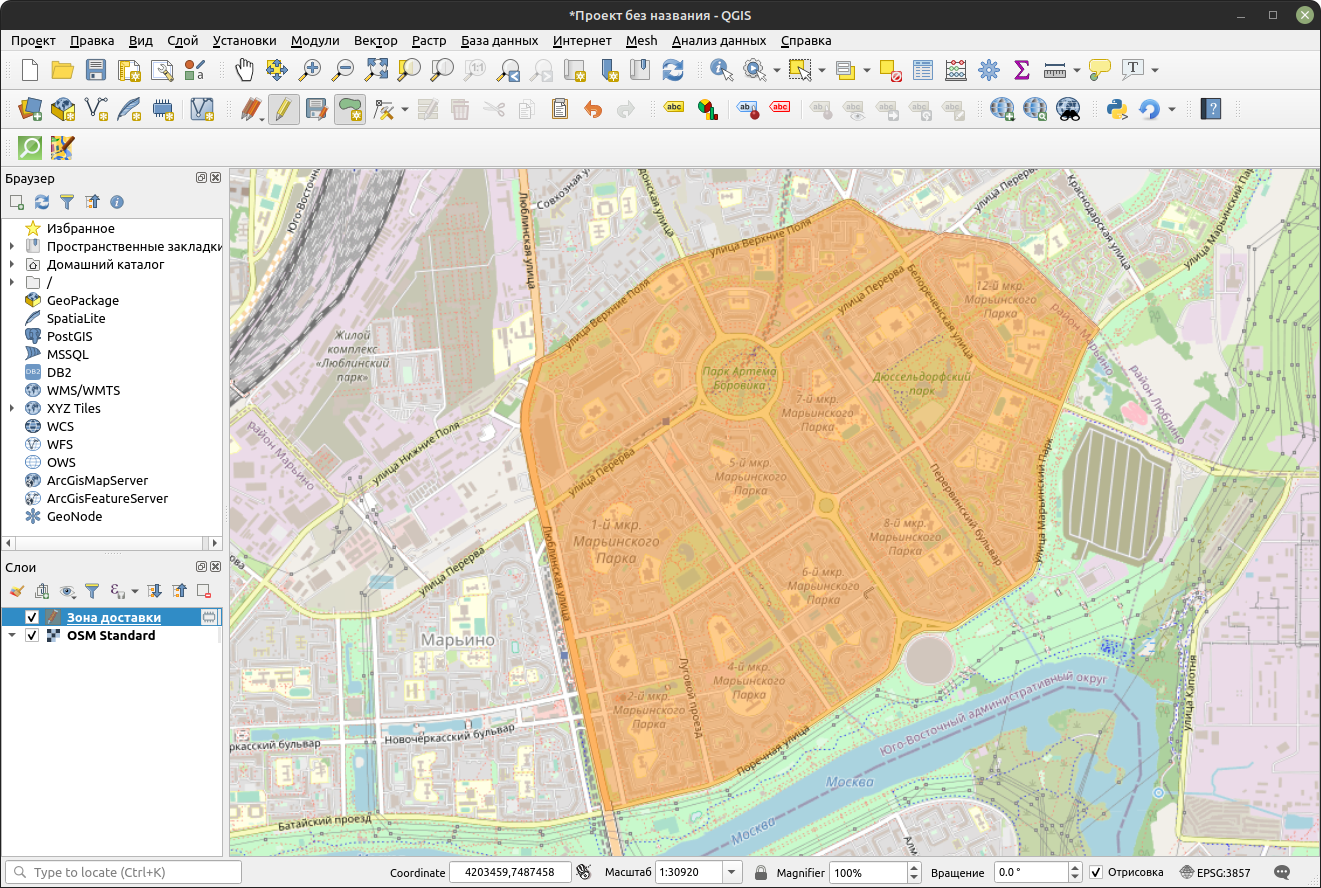 *Проект без названия - QGIS
Проект Правка Вид Слой Установки Модули Вектор Растр База данных Интернет Mesh Анализ данных Справка
Браузер
Избранное
Пространственные закладки
Домашний каталог
/
GeoPackage
SpatiaLite
PostGIS
MSSQL
DB2
WMS/WMTS
XYZ Tiles
WCS
WFS
OWS
ArcGisMapServer
ArcGisFeatureServer
GeoNode
Слои
Зона доставки
OSM Standard
Юго-Восточн
Люблинская улица
Совхозная у
донская улица
улица Перерва
Краснодарская улица
улица Марьинский Парк
улица Верхние Поля
улица Верхние Поля
улица Перерва
Белореченская улица
12-й мкр.
Марьинского
Парка
район Марьино
район Люблино
Жилой
комплекс
«Люблинский
парк»
Парк Артёма
Боровика
Дюссельдорфский
парк
7-й мкр.
Марьинского
Парка
район Марьино
улица Нижние Поля
улица Перерва
5-й мкр.
Марьинского
Парка
Перервинский бульвар
улица Марьинский Парк
1-й мкр.
Марьинского
Парка
8-й мкр.
Марьинского
Парка
Люблинская улица
улица Перерва
6-й мкр.
Марьинского
Парка
Марьино
Луговой проезд
4-й мкр.
Марьинского
Парка
2-й мкр.
Марьинского
Парка
ркасский бульвар
Новочеркасский бульвар
Поречная улица
Юго-Восточный административный округ
улица Капотня
Москва
Москва
Батайский проезд
Type to locate (Ctrl+K) Coordinate 4203459,7487458 Масштаб 1:30920 Magnifier 100% Вращение 0.0 ° Отрисовка EPSG:3857